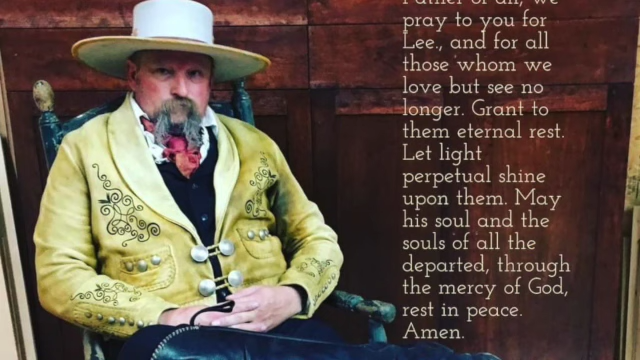 Father of all, we
pray to you for
Lee., and for all
those whom we
love but see no
longer. Grant to
them eternal rest.
Let light
perpetual shine
upon them. May
his soul and the
souls of all the
departed, through
the mercy of God,
rest in peace.
Amen.